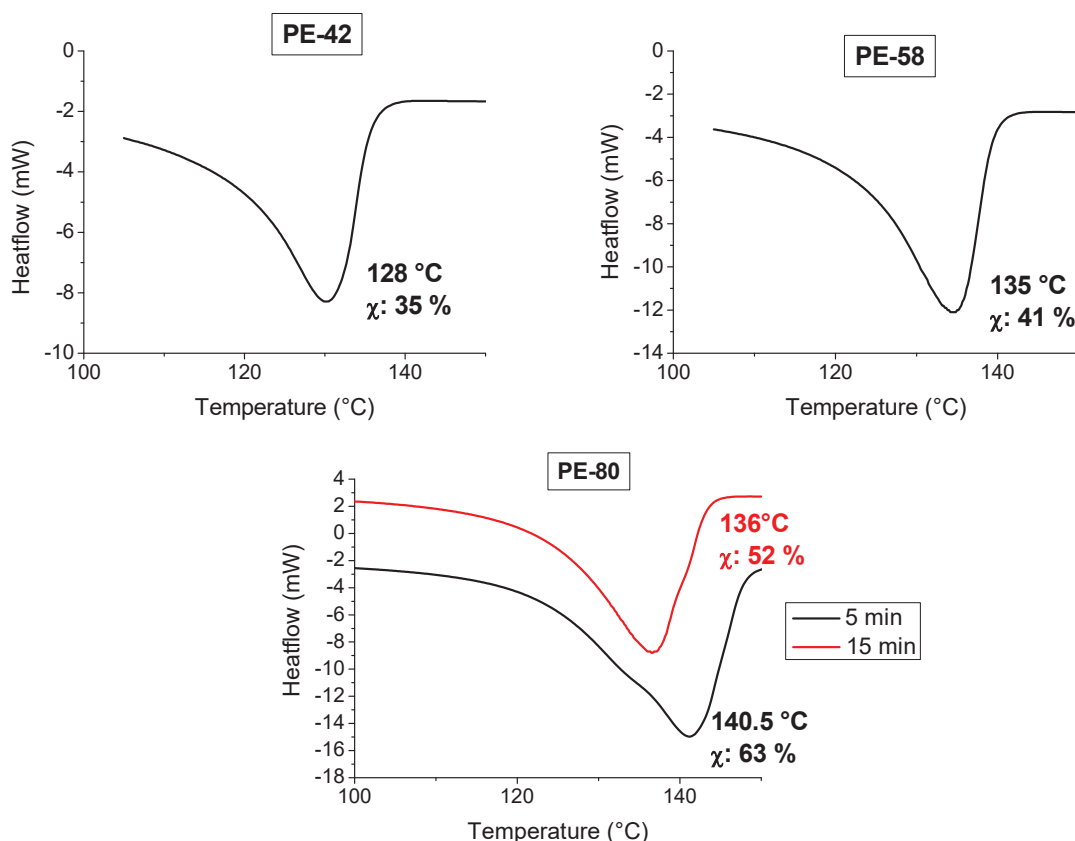 PE-42
0
-2
-4
-6
-8
-10
Heatflow (mW)
128 °C
χ: 35 %
100
120
140
Temperature (°C)
PE-58
0
-2
-4
-6
-8
-10
-12
-14
Heatflow (mW)
135 °C
χ: 41 %
100
120
140
Temperature (°C)
PE-80
4
2
0
-2
-4
-6
-8
-10
-12
-14
-16
-18
Heatflow (mW)
136°C
χ: 52 %
5 min
15 min
140.5 °C
χ: 63 %
100
120
140
Temperature (°C)